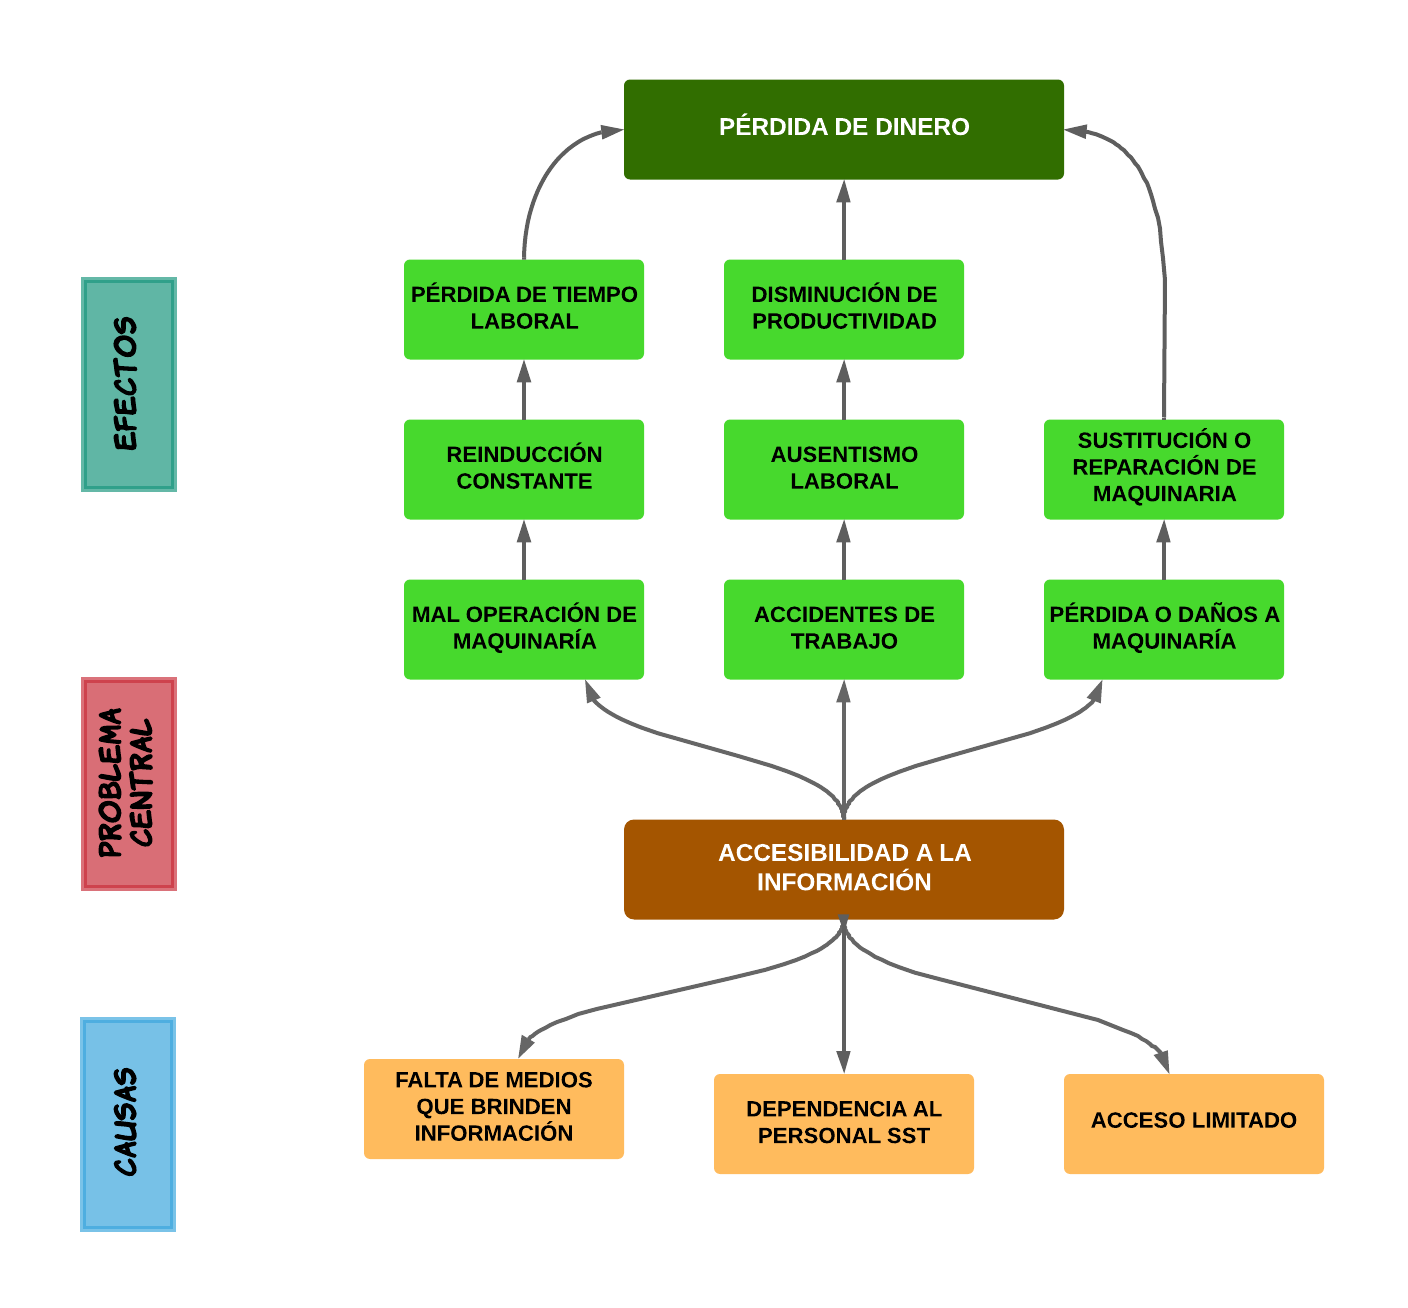 PÉRDIDA DE DINERO
EFECTOS
PÉRDIDA DE TIEMPO
LABORAL
DISMINUCIÓN DE
PRODUCTIVIDAD
REINDUCCIÓN
CONSTANTE
AUSENTISMO
LABORAL
SUSTITUCIÓN O
REPARACIÓN DE
MAQUINARIA
MAL OPERACIÓN DE
MAQUINARÍA
ACCIDENTES DE
TRABAJO
PÉRDIDA O DAÑOS A
MAQUINARÍA
PROBLEMA
CENTRAL
ACCESIBILIDAD A LA
INFORMACIÓN
CAUSAS
FALTA DE MEDIOS
QUE BRINDEN
INFORMACIÓN
DEPENDENCIA AL
PERSONAL SST
ACCESO LIMITADO